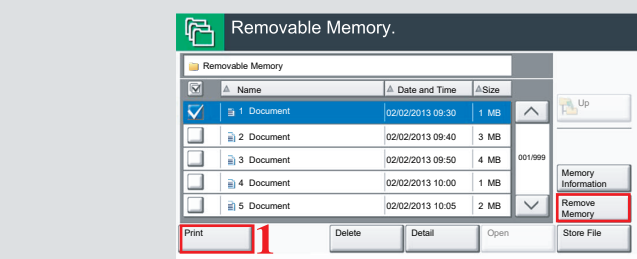 Removable Memory.
Removable Memory
Name Date and Time Size
1 Document 02/02/2013 09:30 1 MB
2 Document 02/02/2013 09:40 3 MB
3 Document 02/02/2013 09:50 4 MB
4 Document 02/02/2013 10:00 1 MB
5 Document 02/02/2013 10:05 2 MB
001/999
Up
Memory
Information
Remove
Memory
Print 1 Delete Detail Open Store File